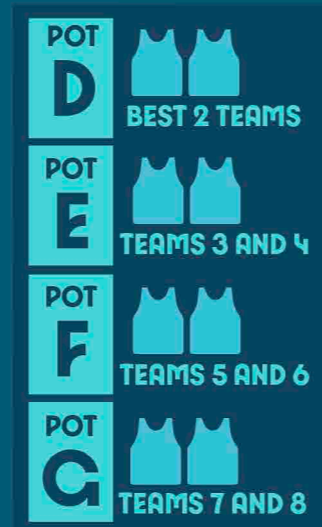 POT
D
BEST 2 TEAMS
POT
E
TEAMS 3 AND 4
POT
F
TEAMS 5 AND 6
POT
G
TEAMS 7 AND 8